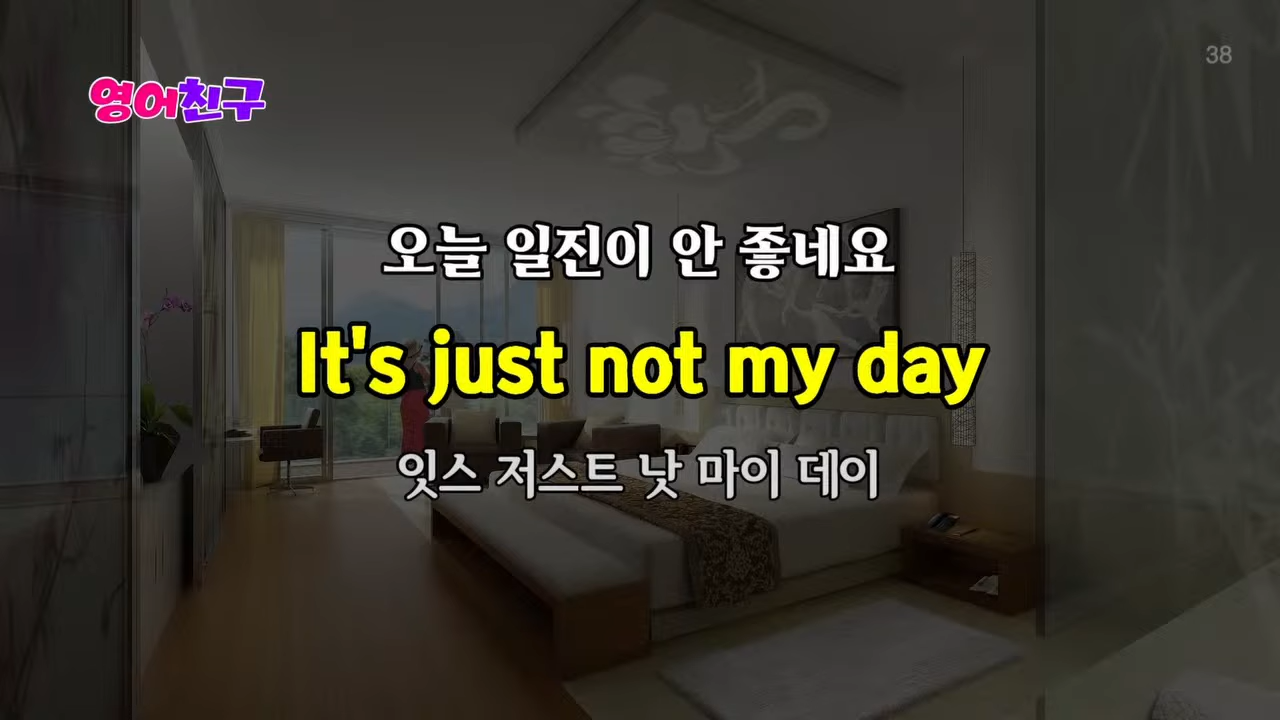 38
영어친구
오늘 일진이 안 좋네요
It's just not my day
잇스 저스트 낫 마이 데이